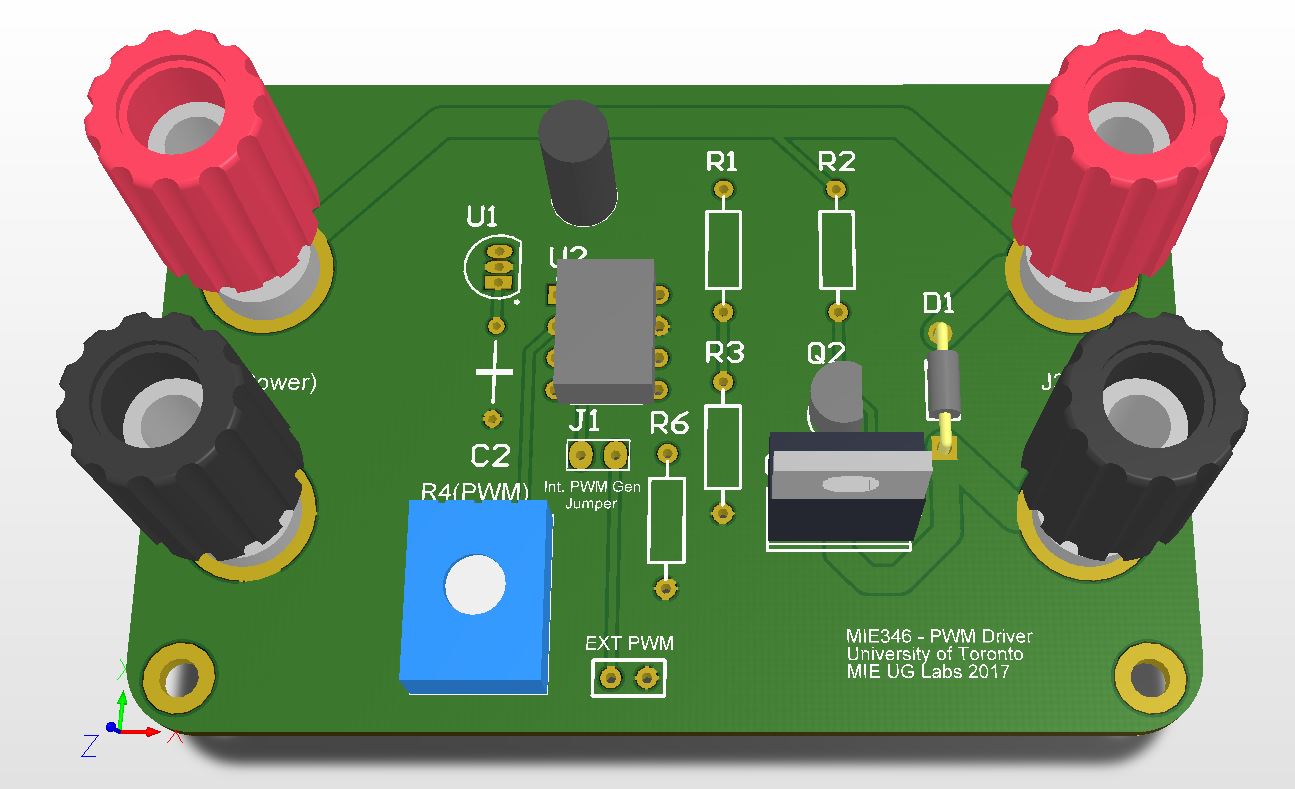 R1
R2
U1
U2
D1
R3
Q2
ower)
J1
R6
C2
Int. PWM Gen
Jumper
R4(PWM)
EXT PWM
MIE346 - PWM Driver
University of Toronto
MIE UG Labs 2017
X
Z